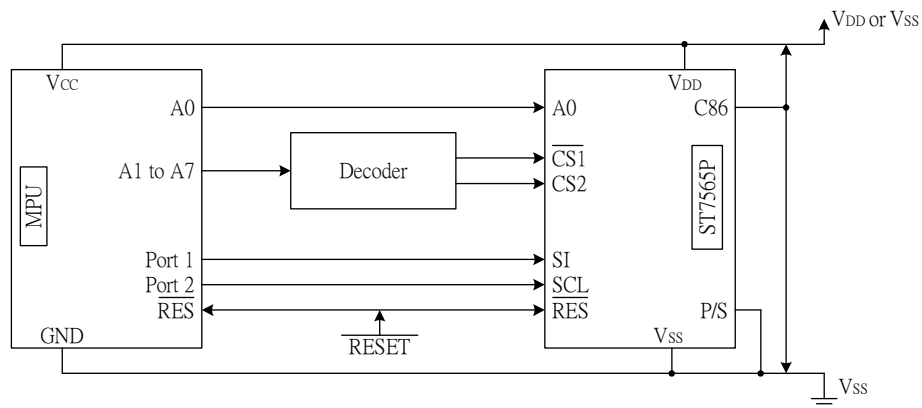 VDD or VSS
VCC
VDD
A0
A0
C86
A1 to A7
Decoder
CS1
CS2
MPU
ST7565P
Port 1
SI
Port 2
SCL
RES
RES
P/S
GND
RESET
VSS
VSS